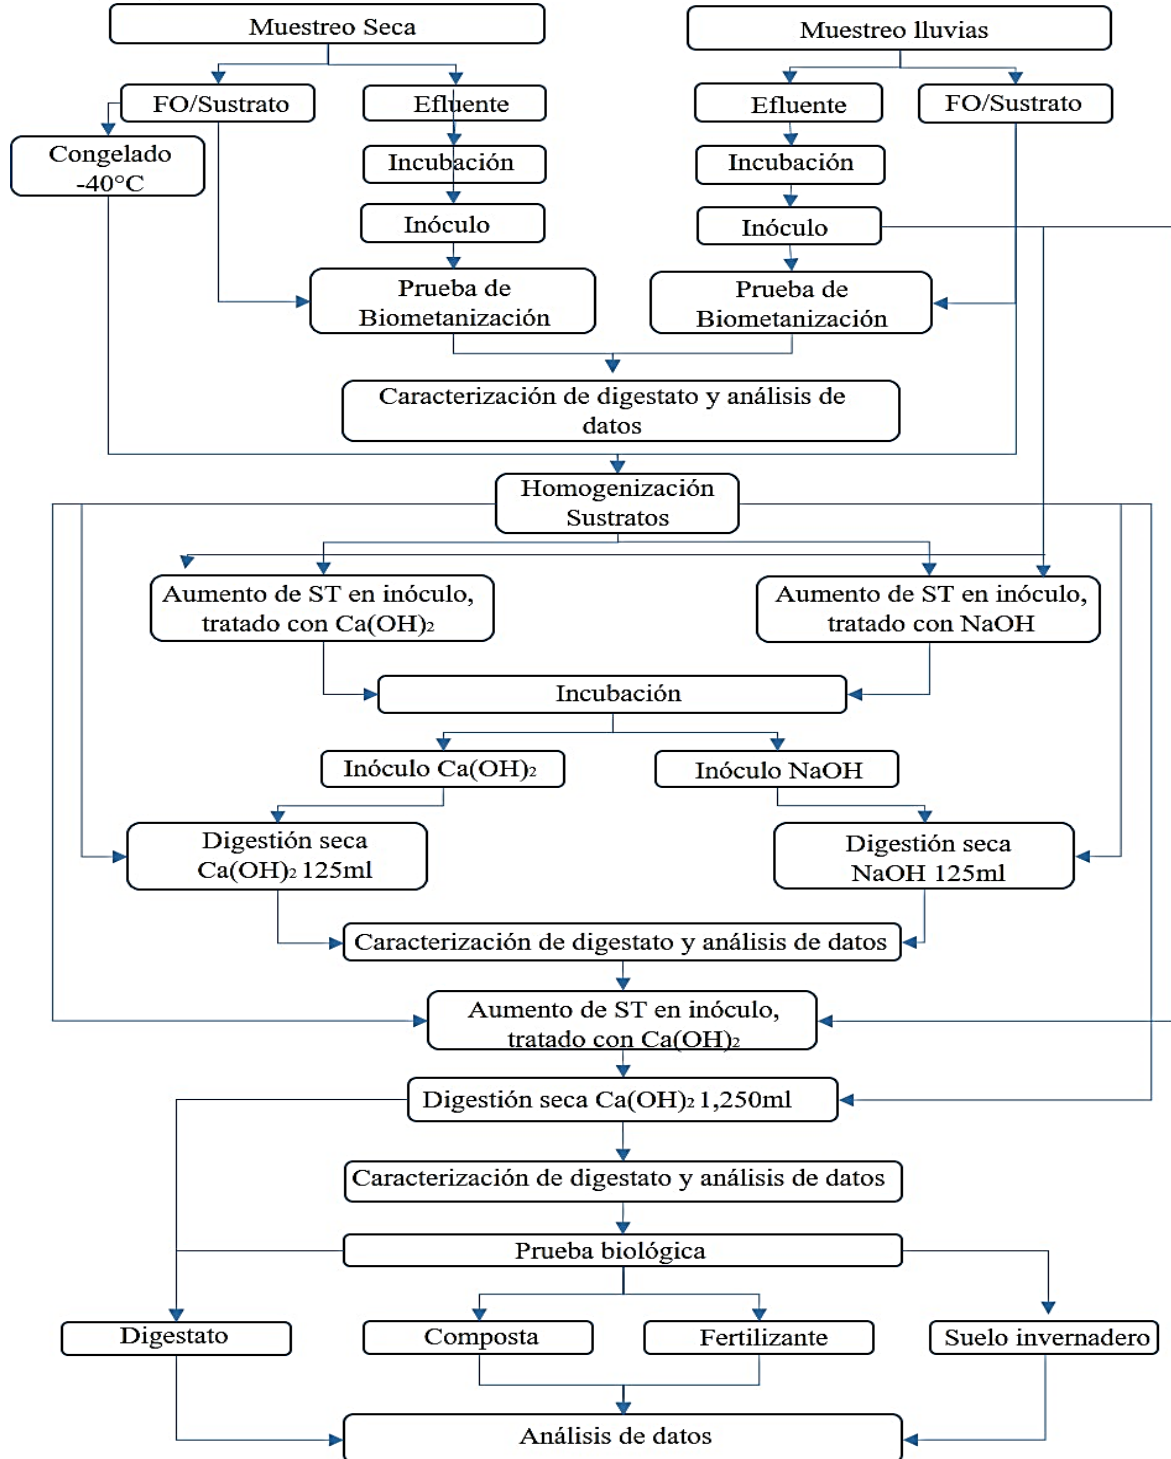 Muestreo Seca
Muestreo lluvias
FO/Sustrato
Efluente
Efluente
FO/Sustrato
Congelado
-40°C
Incubación
Incubación
Inóculo
Inóculo
Prueba de
Biometanización
Prueba de
Biometanización
Caracterización de digestato y análisis de
datos
Homogenización
Sustratos
Aumento de ST en inóculo,
tratado con Ca(OH)₂
Aumento de ST en inóculo,
tratado con NaOH
Incubación
Inóculo Ca(OH)₂
Inóculo NaOH
Digestión seca
Ca(OH)₂ 125ml
Digestión seca
NaOH 125ml
Caracterización de digestato y análisis de datos
Aumento de ST en inóculo,
tratado con Ca(OH)₂
Digestión seca Ca(OH)₂ 1,250ml
Caracterización de digestato y análisis de datos
Prueba biológica
Digestato
Composta
Fertilizante
Suelo invernadero
Análisis de datos